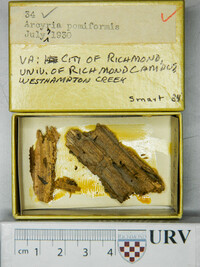 34 ✓
Arcyria pomiformis
July, 1930
VA: CITY OF RICHMOND,
UNIV. OF RICHMOND CAMPUS,
WESTHAMPTON CREEK
Smart 34
cm 1 2 3 4
URV